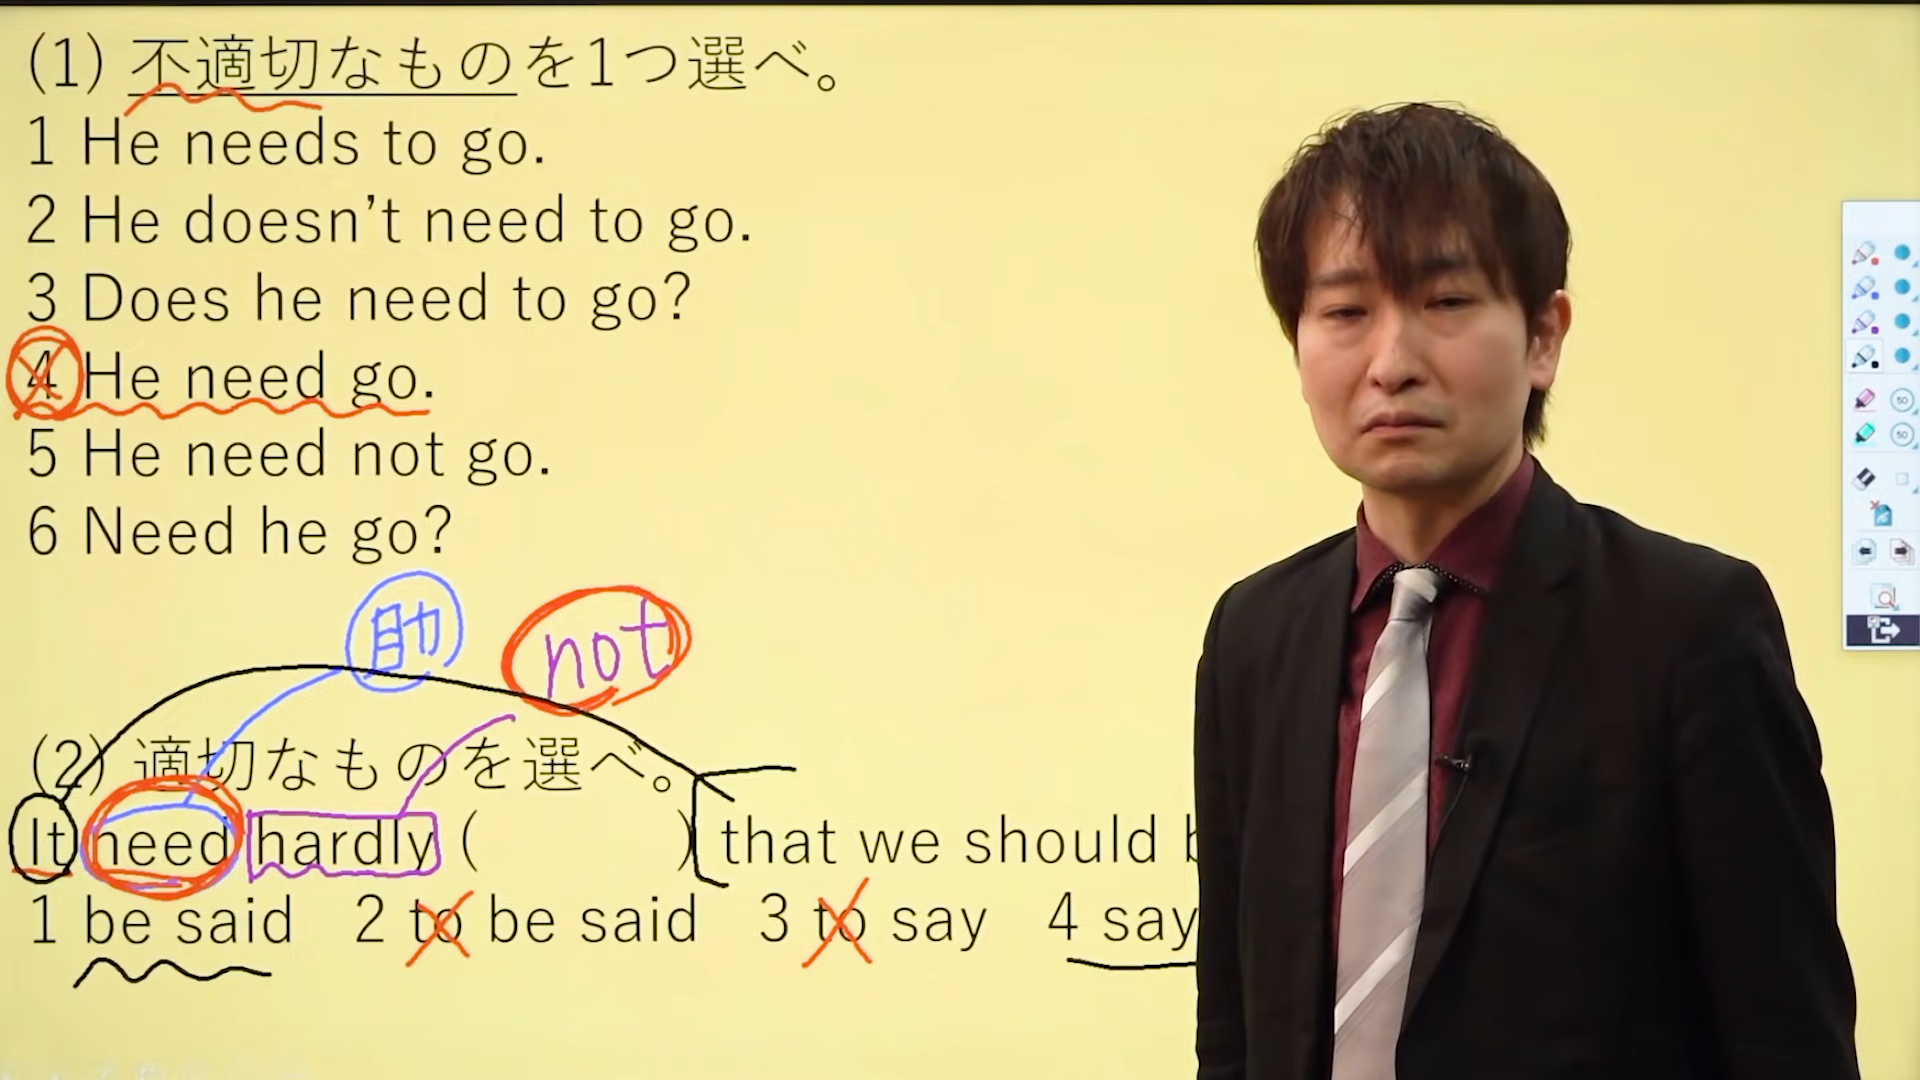 (1) 不適切なものを1つ選べ。
1 He needs to go.
2 He doesn’t need to go.
3 Does he need to go?
4 He need go.
5 He need not go.
6 Need he go?
助 not
(2) 適切なものを選べ。
It need hardly ( ) that we should b
1 be said 2 to be said 3 to say 4 say